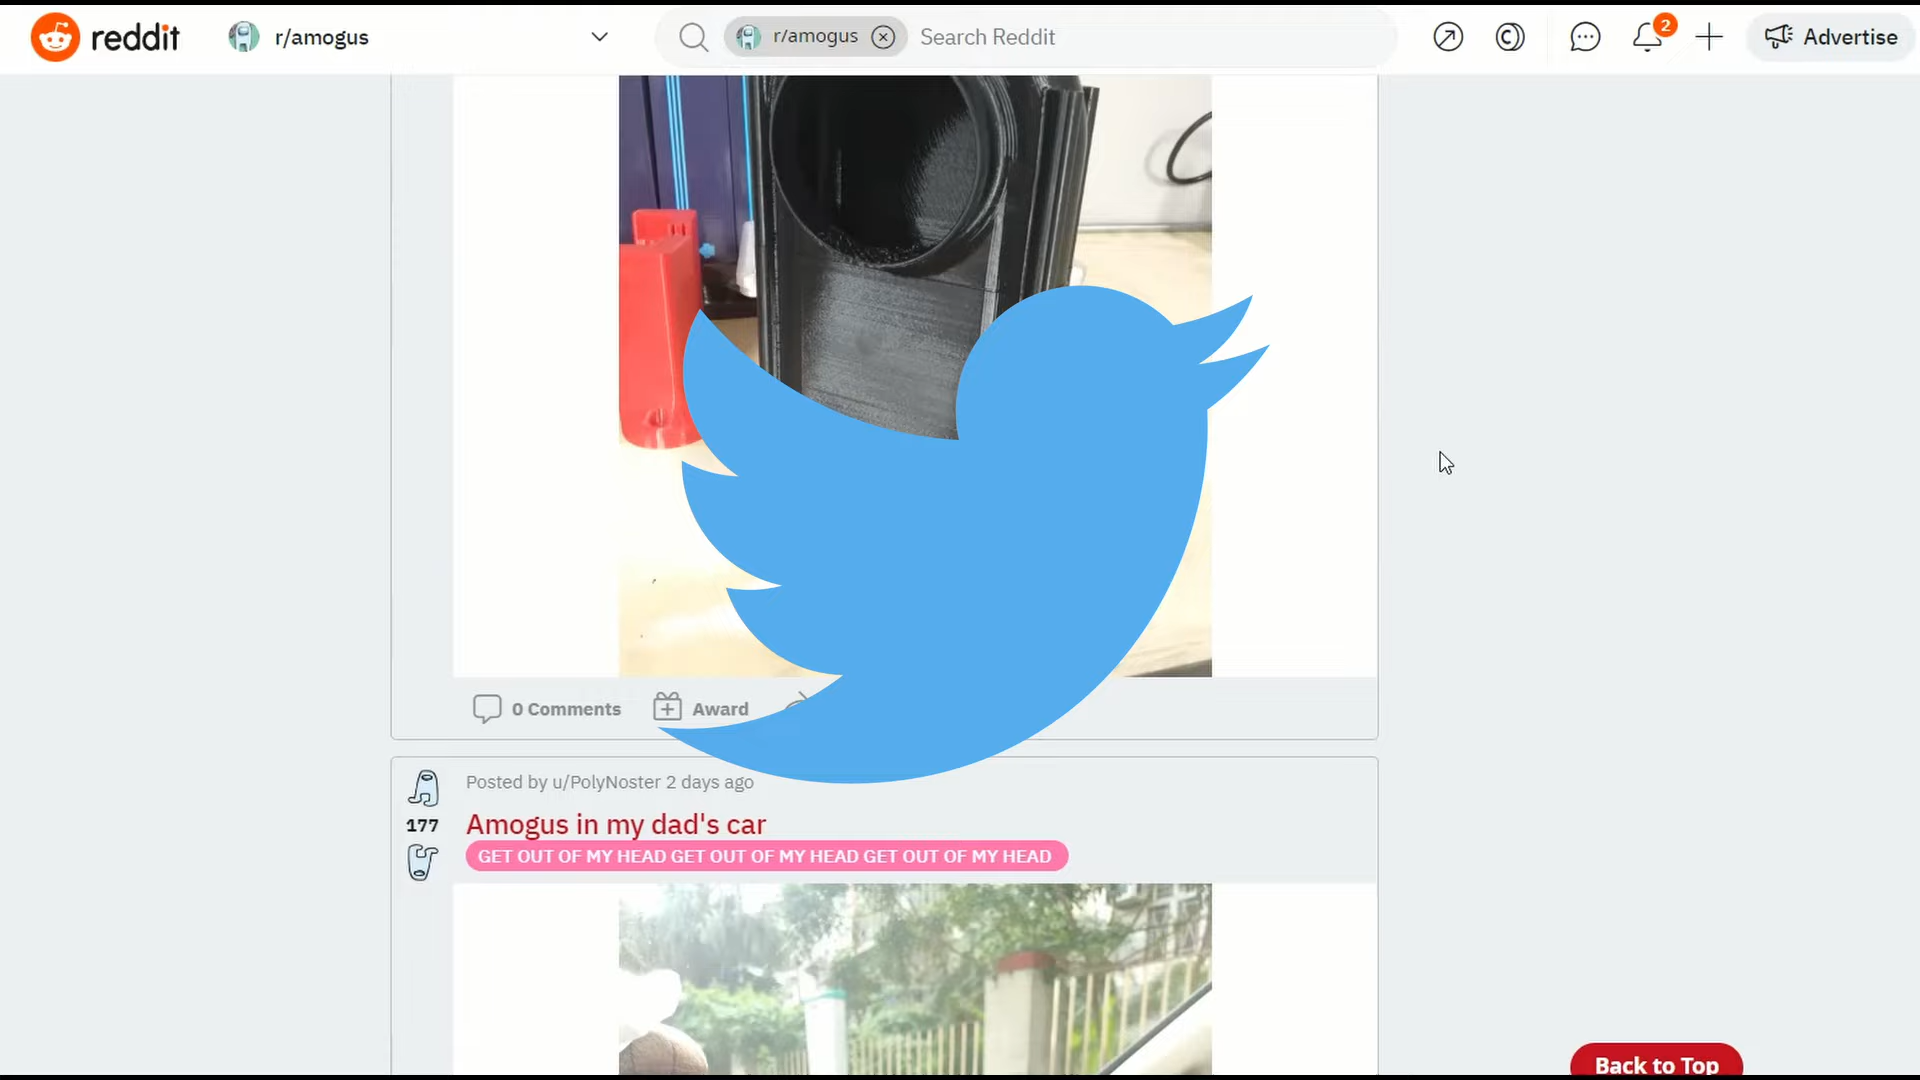 reddit r/amogus r/amogus Search Reddit 2 Advertise
0 Comments Award
Posted by u/PolyNoster 2 days ago
177 Amogus in my dad's car
GET OUT OF MY HEAD GET OUT OF MY HEAD GET OUT OF MY HEAD
Back to Top